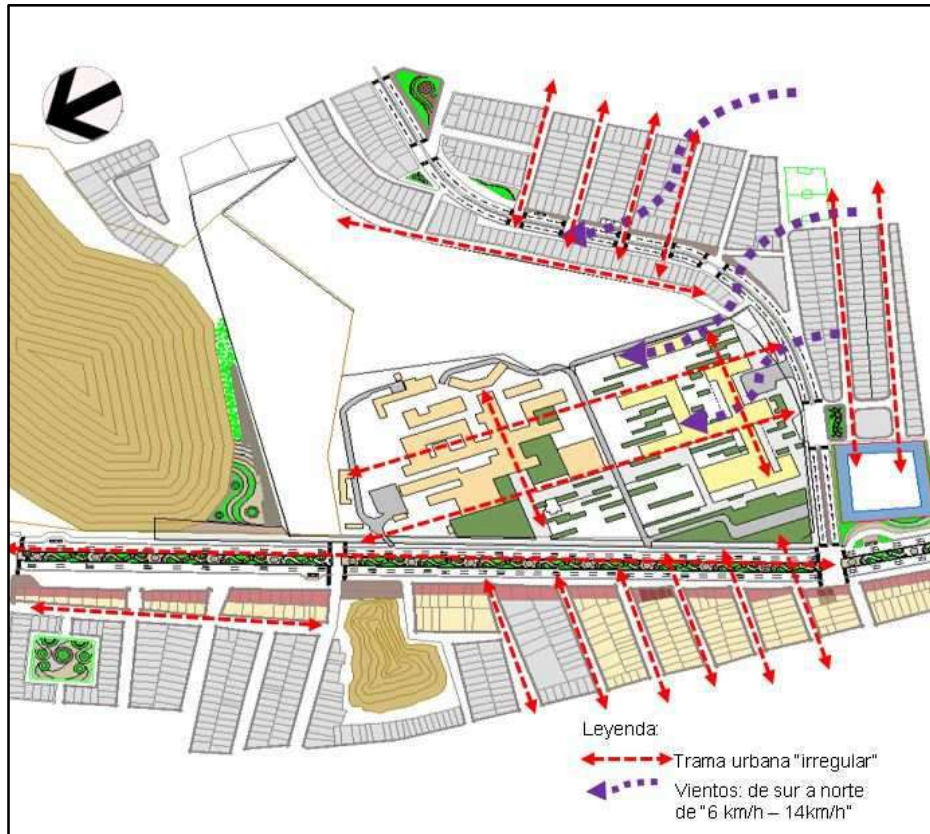 Leyenda:
Trama urbana "irregular"
Vientos: de sur a norte
de "6 km/h – 14km/h"